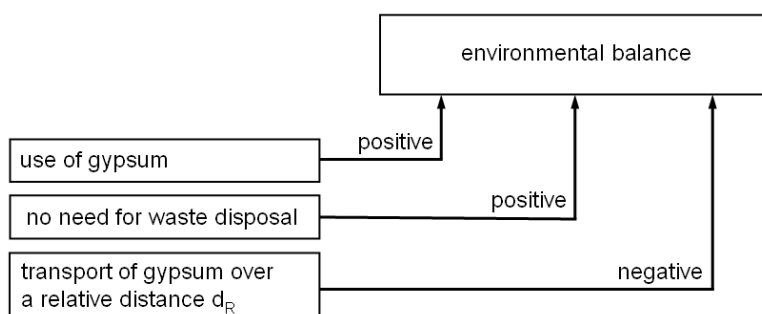 environmental balance
positive
use of gypsum
positive
no need for waste disposal
transport of gypsum over
a relative distance d_R
negative